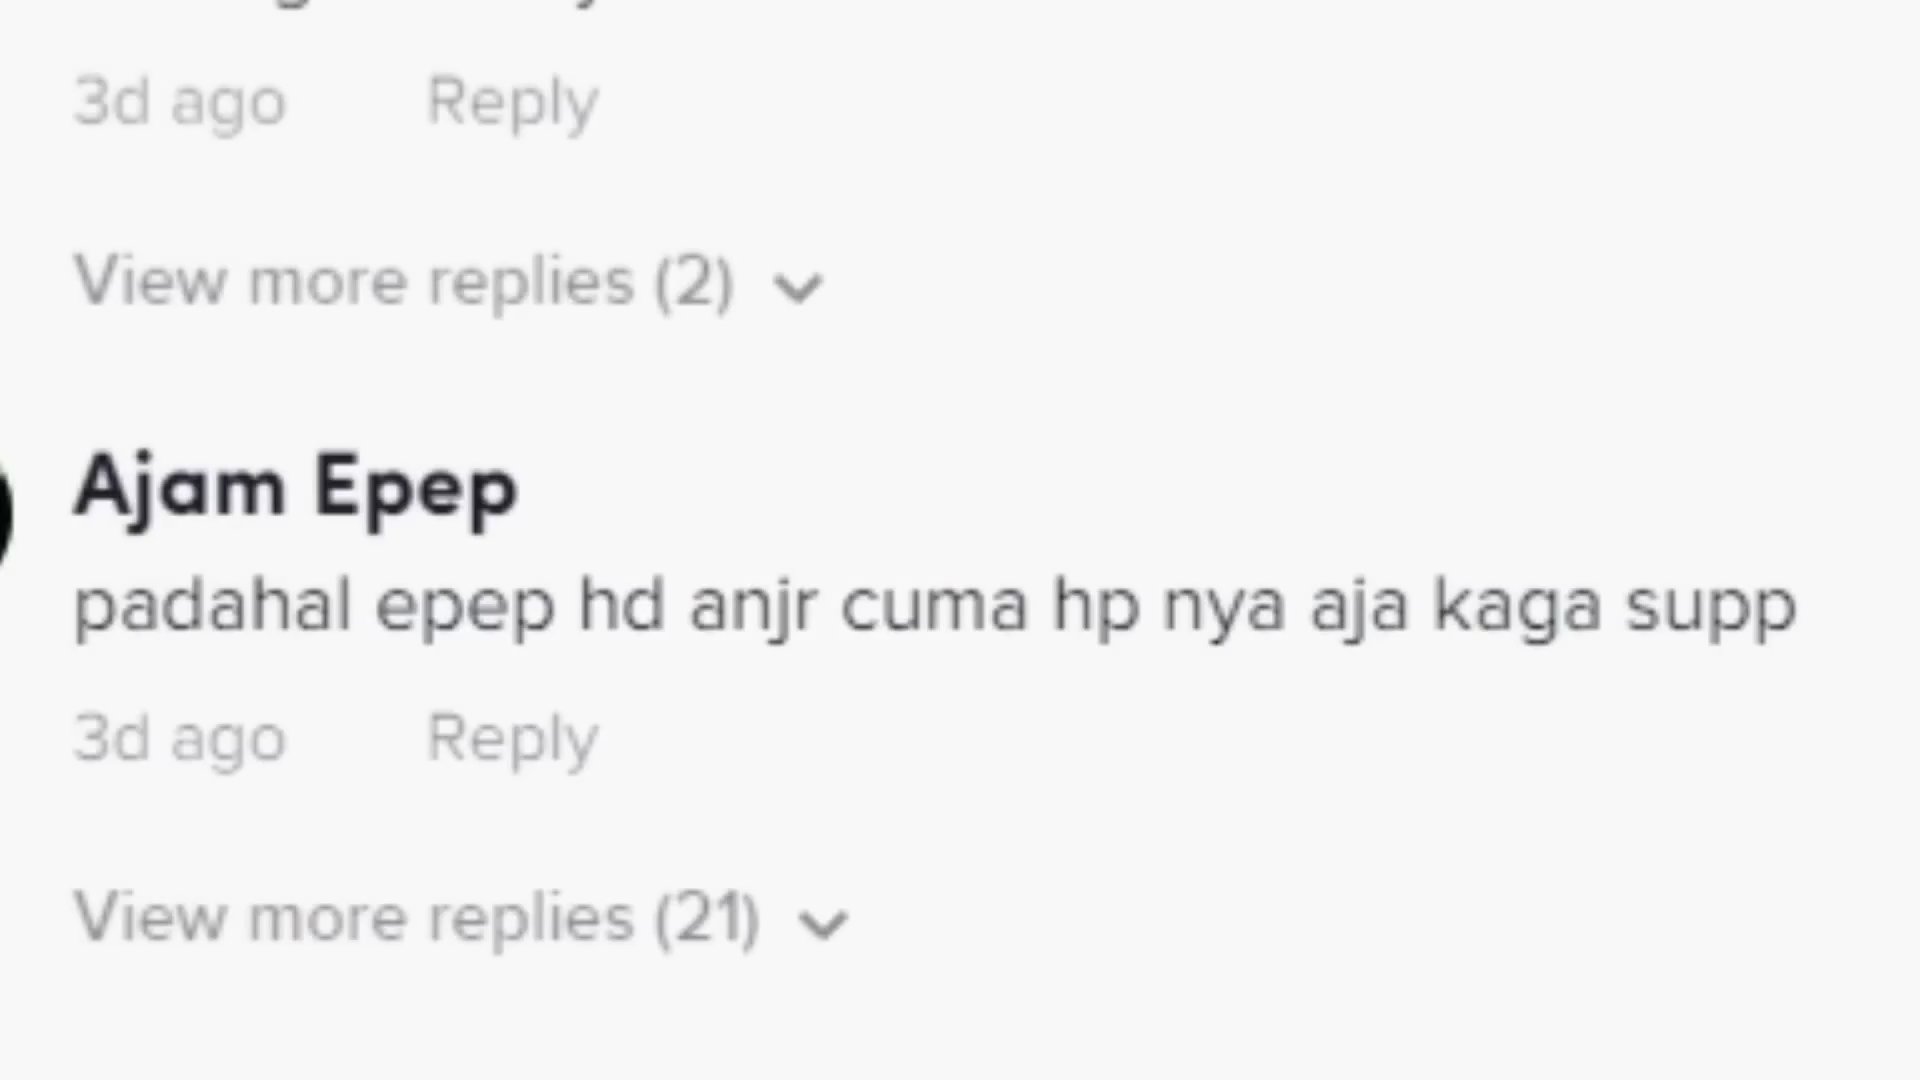 3d ago Reply
View more replies (2)
Ajam Epep
padahal epep hd anjr cuma hp nya aja kaga supp
3d ago Reply
View more replies (21)